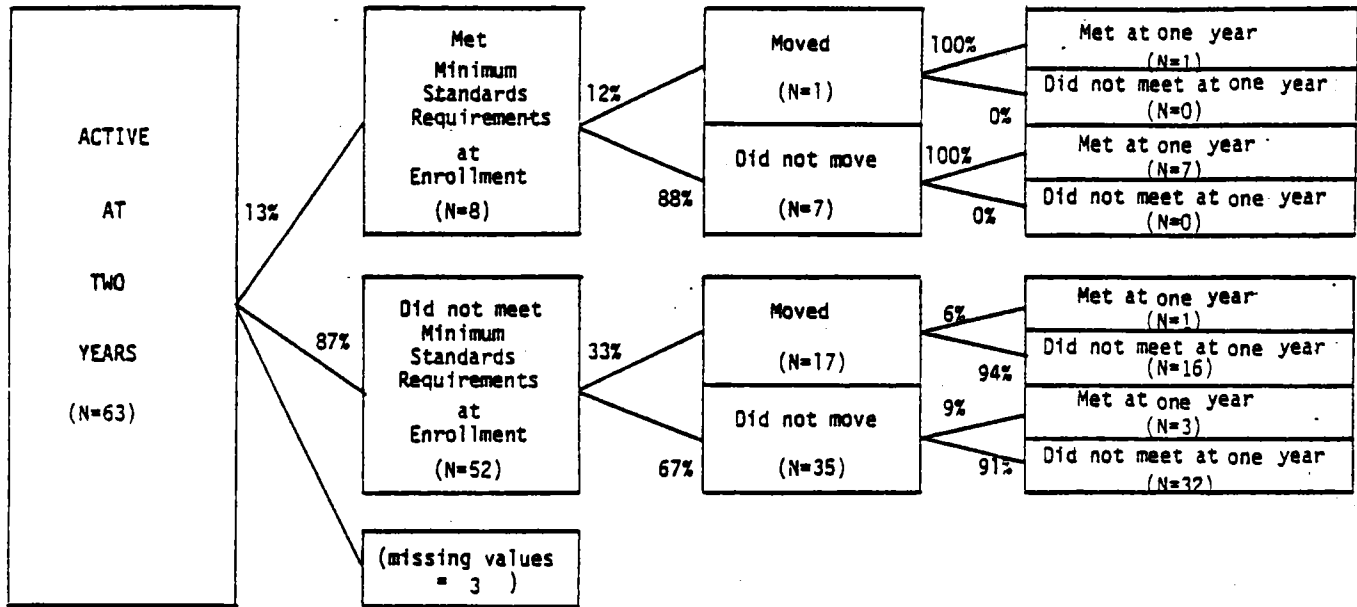 ACTIVE
AT
TWO
YEARS
(N=63)
13%
87%
Met
Minimum
Standards
Requirements
at
Enrollment
(N=8)
12%
88%
Moved
(N=1)
100%
0%
Met at one year
(N=1)
Did not meet at one year
(N=0)
Did not move
(N=7)
100%
0%
Met at one year
(N=7)
Did not meet at one year
(N=0)
Did not meet
Minimum
Standards
Requirements
at
Enrollment
(N=52)
33%
67%
Moved
(N=17)
6%
94%
Met at one year
(N=1)
Did not meet at one year
(N=16)
Did not move
(N=35)
9%
91%
Met at one year
(N=3)
Did not meet at one year
(N=32)
(missing values
= 3 )